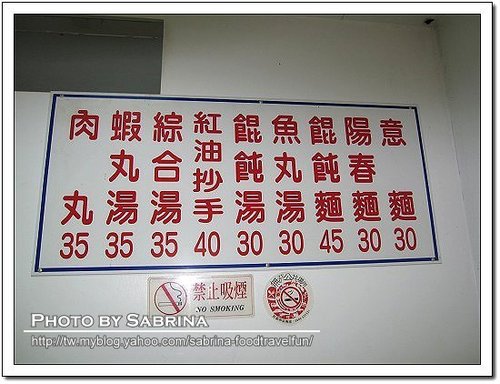 意麵 30
陽春麵 30
餛飩麵 45
魚丸湯 30
餛飩湯 30
紅油抄手 40
綜合湯 35
蝦丸湯 35
肉丸 35
禁止吸煙
NO SMOKING
PHOTO BY SABRINA
http://tw.myblog.yahoo.com/sabrina-foodtravelfun/